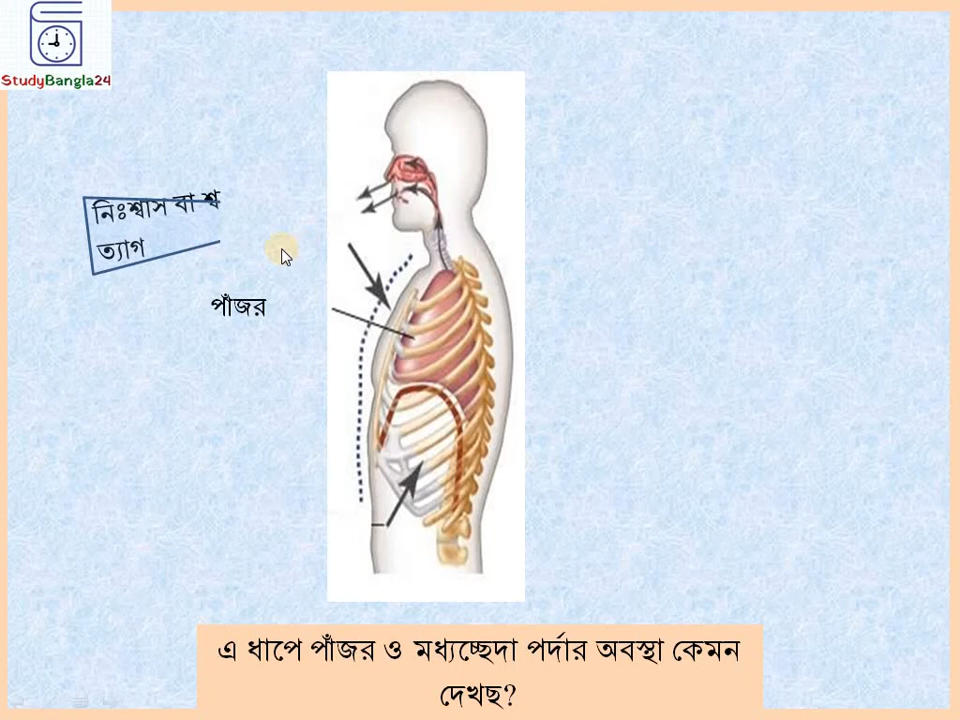 StudyBangla24
নিঃশ্বাস বা শ্ব
ত্যাগ
পাঁজর
এ ধাপে পাঁজর ও মধ্যচ্ছেদা পর্দার অবস্থা কেমন
দেখছ?